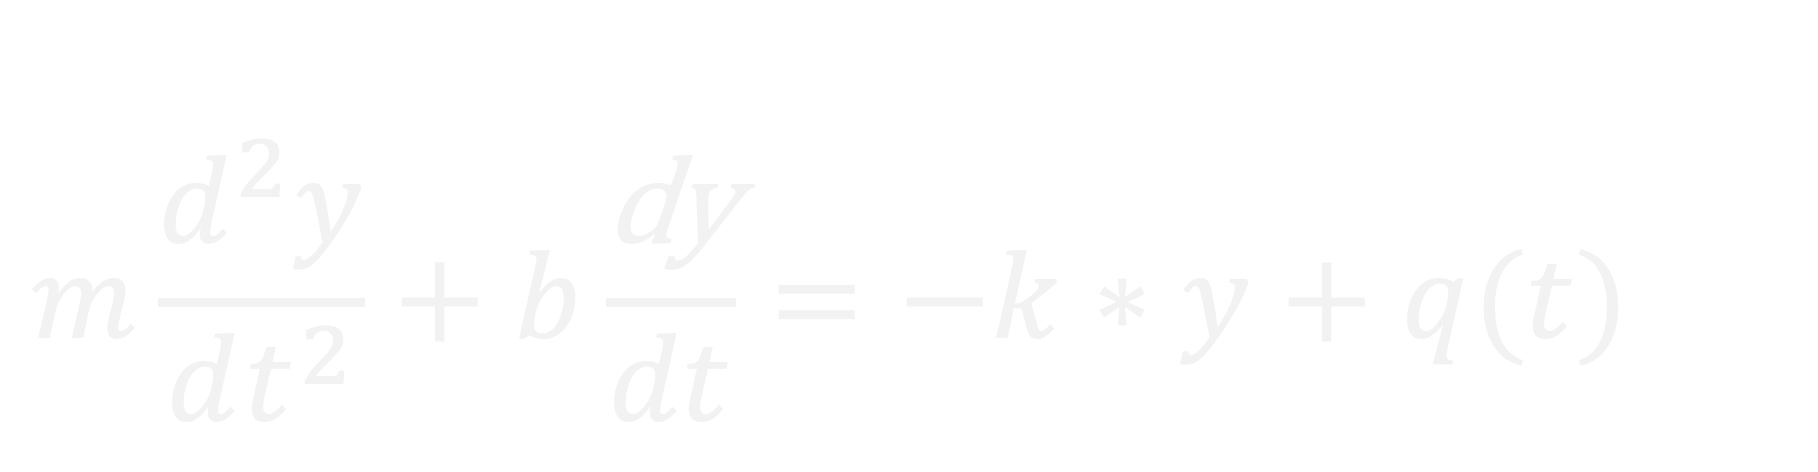 m d²y/dt² + b dy/dt = −k * y + q(t)